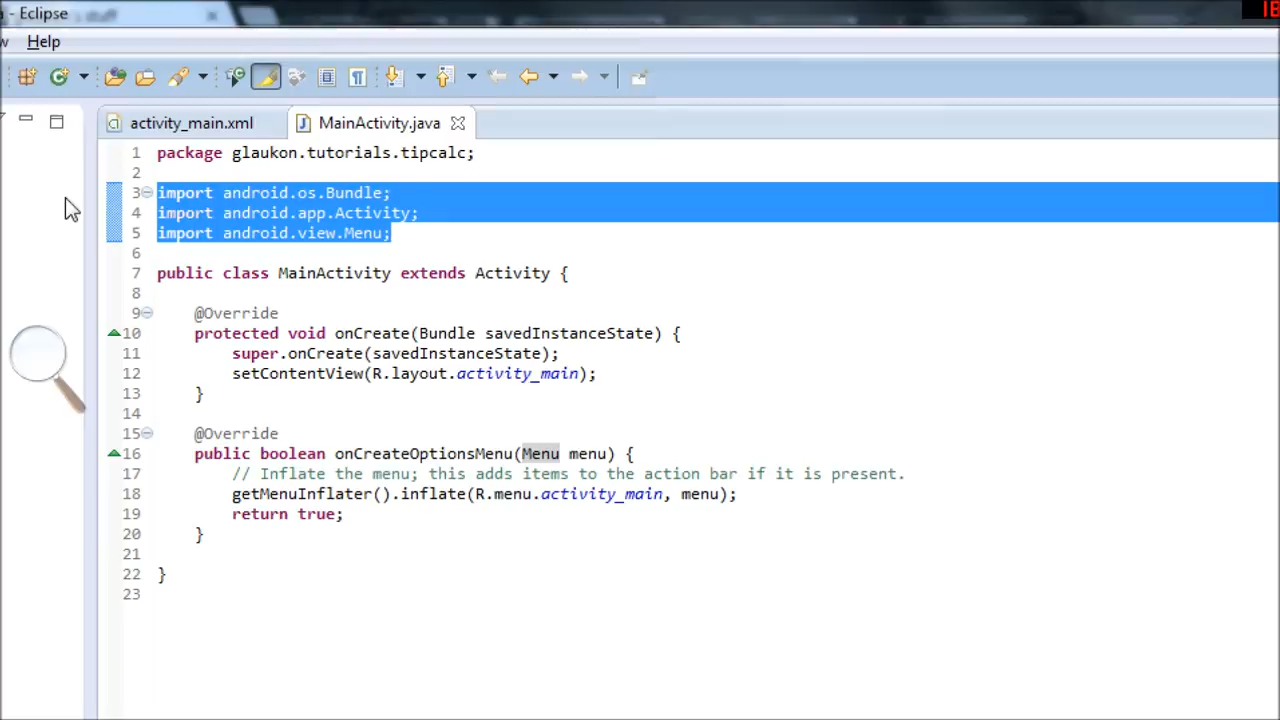 - Eclipse
Help
activity_main.xml
MainActivity.java
1 package glaukon.tutorials.tipcalc;
2
3 import android.os.Bundle;
4 import android.app.Activity;
5 import android.view.Menu;
6
7 public class MainActivity extends Activity {
8
9 @Override
10 protected void onCreate(Bundle savedInstanceState) {
11 super.onCreate(savedInstanceState);
12 setContentView(R.layout.activity_main);
13 }
14
15 @Override
16 public boolean onCreateOptionsMenu(Menu menu) {
17 // Inflate the menu; this adds items to the action bar if it is present.
18 getMenuInflater().inflate(R.menu.activity_main, menu);
19 return true;
20 }
21
22 }
23